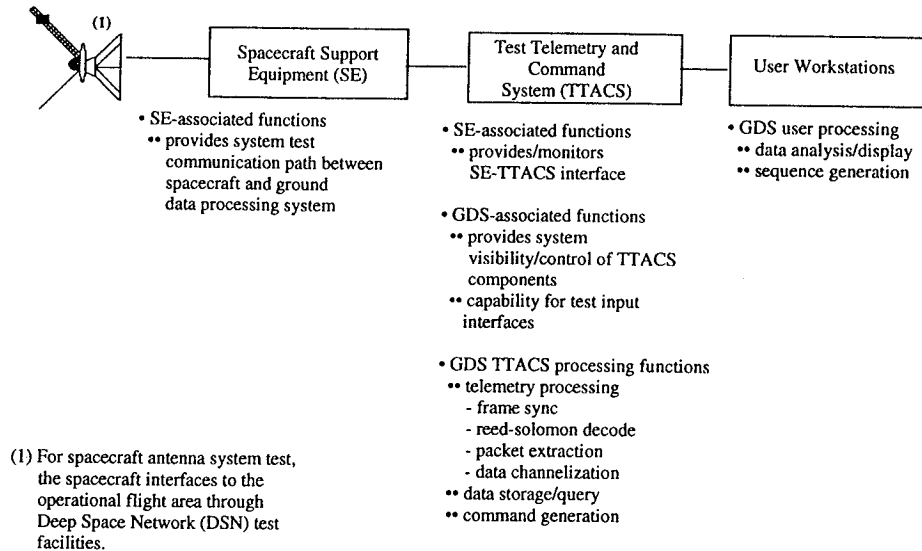 (1)
Spacecraft Support
Equipment (SE)
Test Telemetry and
Command
System (TTACS)
User Workstations
• SE-associated functions
•• provides system test
communication path between
spacecraft and ground
data processing system
• SE-associated functions
•• provides/monitors
SE-TTACS interface
• GDS-associated functions
•• provides system
visibility/control of TTACS
components
•• capability for test input
interfaces
• GDS TTACS processing functions
•• telemetry processing
- frame sync
- reed-solomon decode
- packet extraction
- data channelization
•• data storage/query
•• command generation
• GDS user processing
•• data analysis/display
•• sequence generation
(1) For spacecraft antenna system test,
the spacecraft interfaces to the
operational flight area through
Deep Space Network (DSN) test
facilities.